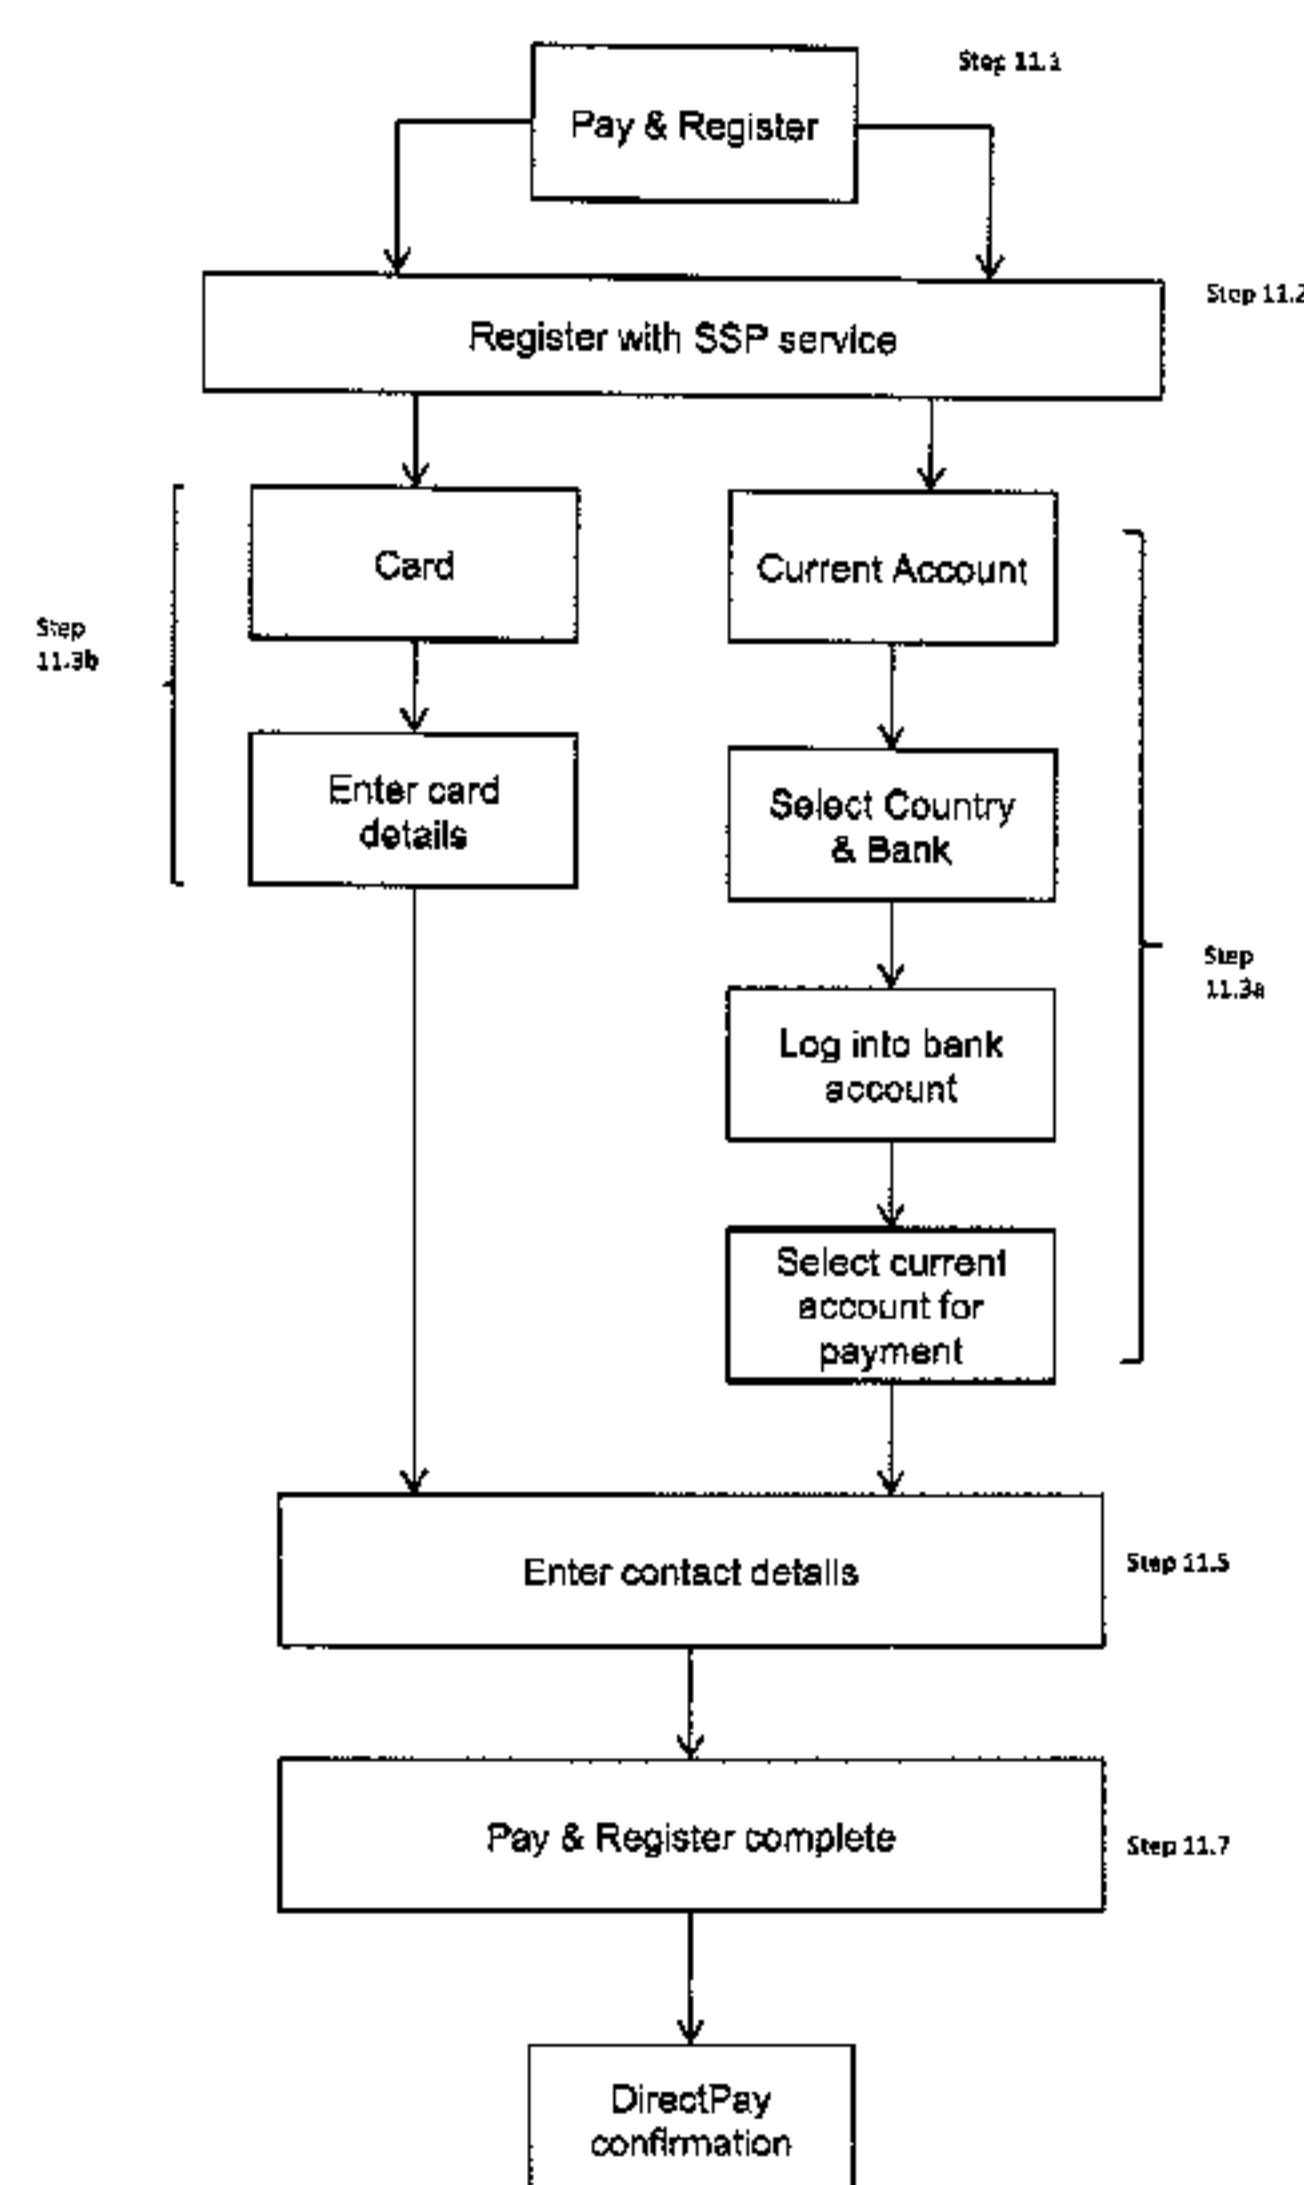 Step 11.1
Pay & Register
Step 11.2
Register with SSP service
Card
Current Account
Step
11.3b
Enter card
details
Select Country
& Bank
Step
11.3a
Log into bank
account
Select current
account for
payment
Enter contact details
Step 11.5
Pay & Register complete
Step 11.7
DirectPay
confirmation